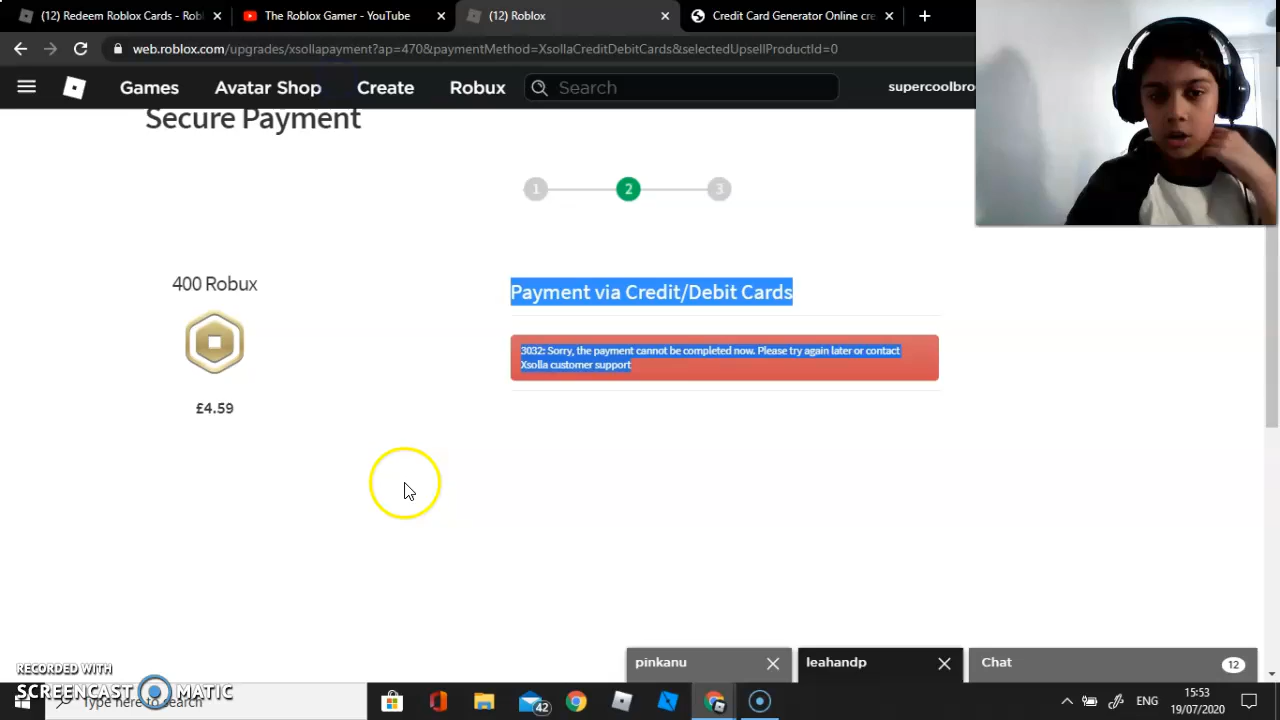 (12) Redeem Roblox Cards - Rob
The Roblox Gamer - YouTube
(12) Roblox
Credit Card Generator Online cre
web.roblox.com/upgrades/xsollapayment?ap=470&paymentMethod=XsollaCreditDebitCards&selectedUpsellProductId=0
Games
Avatar Shop
Create
Robux
Search
supercoolbro
Secure Payment
1
2
3
400 Robux
£4.59
Payment via Credit/Debit Cards
3032: Sorry, the payment cannot be completed now. Please try again later or contact
Xsolla customer support
pinkanu
leahandp
Chat
12
RECORDED WITH
SCREENCAST MATIC
Type here to search
42
ENG
15:53
19/07/2020